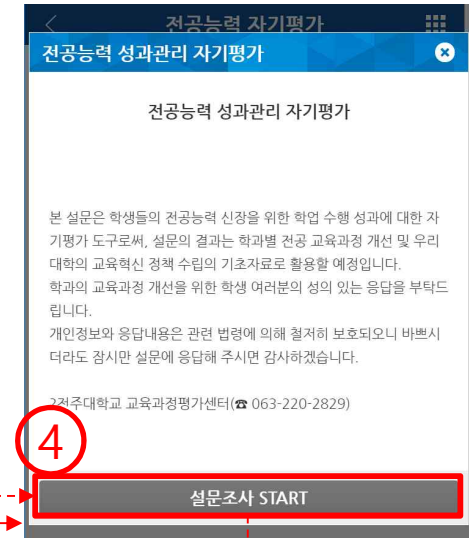 전공능력 자기평가
전공능력 성과관리 자기평가
전공능력 성과관리 자기평가
본 설문은 학생들의 전공능력 신장을 위한 학업 수행 성과에 대한 자
기평가 도구로써, 설문의 결과는 학과별 전공 교육과정 개선 및 우리
대학의 교육혁신 정책 수립의 기초자료로 활용할 예정입니다.
학과의 교육과정 개선을 위한 학생 여러분의 성의 있는 응답을 부탁드
립니다.
개인정보와 응답내용은 관련 법령에 의해 철저히 보호되오니 바쁘시
더라도 잠시만 설문에 응답해 주시면 감사하겠습니다.
?전주대학교 교육과정평가센터(☎ 063-220-2829)
4
설문조사 START